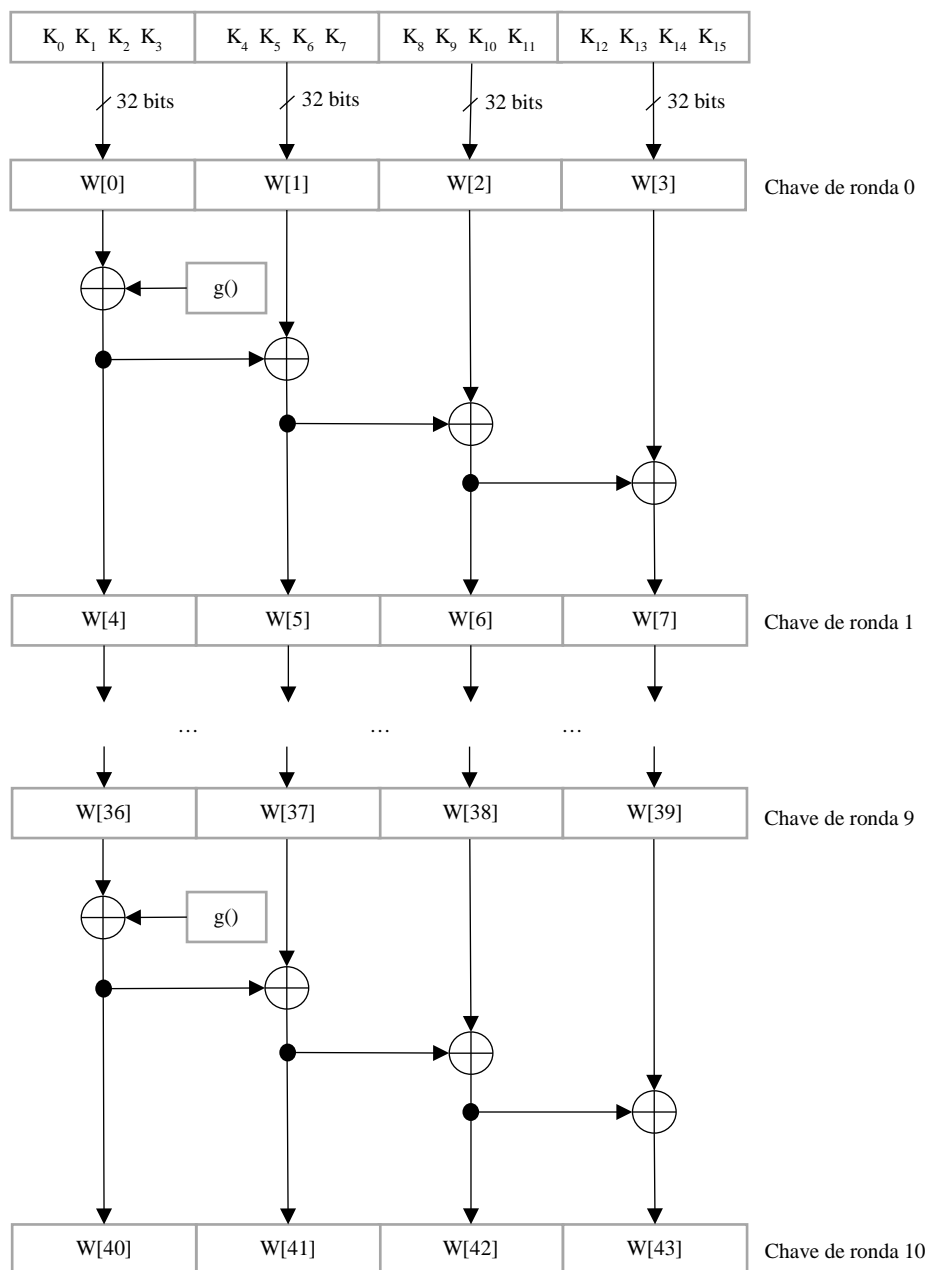 K₀ K₁ K₂ K₃ K₄ K₅ K₆ K₇ K₈ K₉ K₁₀ K₁₁ K₁₂ K₁₃ K₁₄ K₁₅
32 bits 32 bits 32 bits 32 bits
W[0] W[1] W[2] W[3] Chave de ronda 0
g()
W[4] W[5] W[6] W[7] Chave de ronda 1
... ... ...
W[36] W[37] W[38] W[39] Chave de ronda 9
g()
W[40] W[41] W[42] W[43] Chave de ronda 10